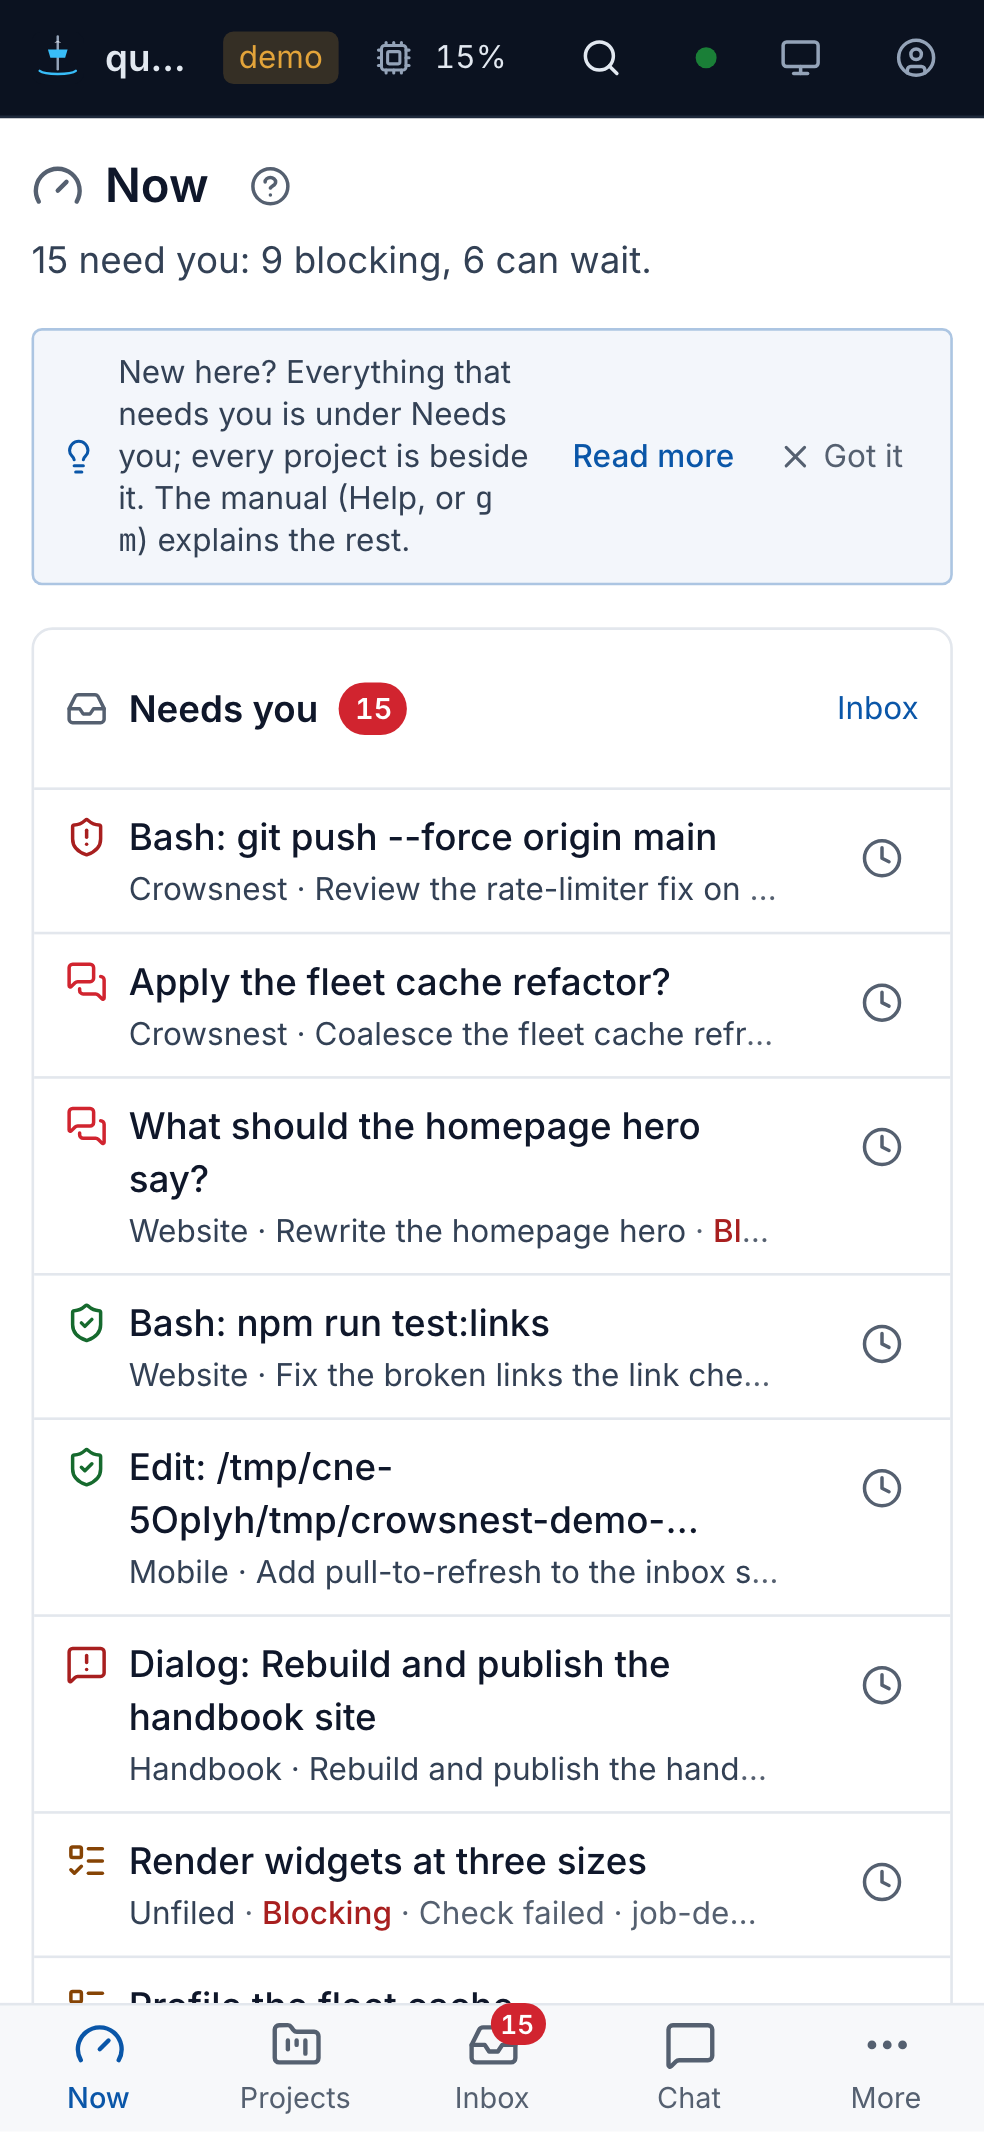 qu...
demo
15%
Now
15 need you: 9 blocking, 6 can wait.
New here? Everything that
needs you is under Needs
you; every project is beside
it. The manual (Help, or g
m) explains the rest.
Read more
Got it
Needs you 15
Inbox
Bash: git push --force origin main
Crowsnest · Review the rate-limiter fix on ...
Apply the fleet cache refactor?
Crowsnest · Coalesce the fleet cache refr...
What should the homepage hero
say?
Website · Rewrite the homepage hero · Bl...
Bash: npm run test:links
Website · Fix the broken links the link che...
Edit: /tmp/cne-
5Oplyh/tmp/crowsnest-demo-...
Mobile · Add pull-to-refresh to the inbox s...
Dialog: Rebuild and publish the
handbook site
Handbook · Rebuild and publish the hand...
Render widgets at three sizes
Unfiled · Blocking · Check failed · job-de...
Profile the fleet cache
15
Now
Projects
Inbox
Chat
More